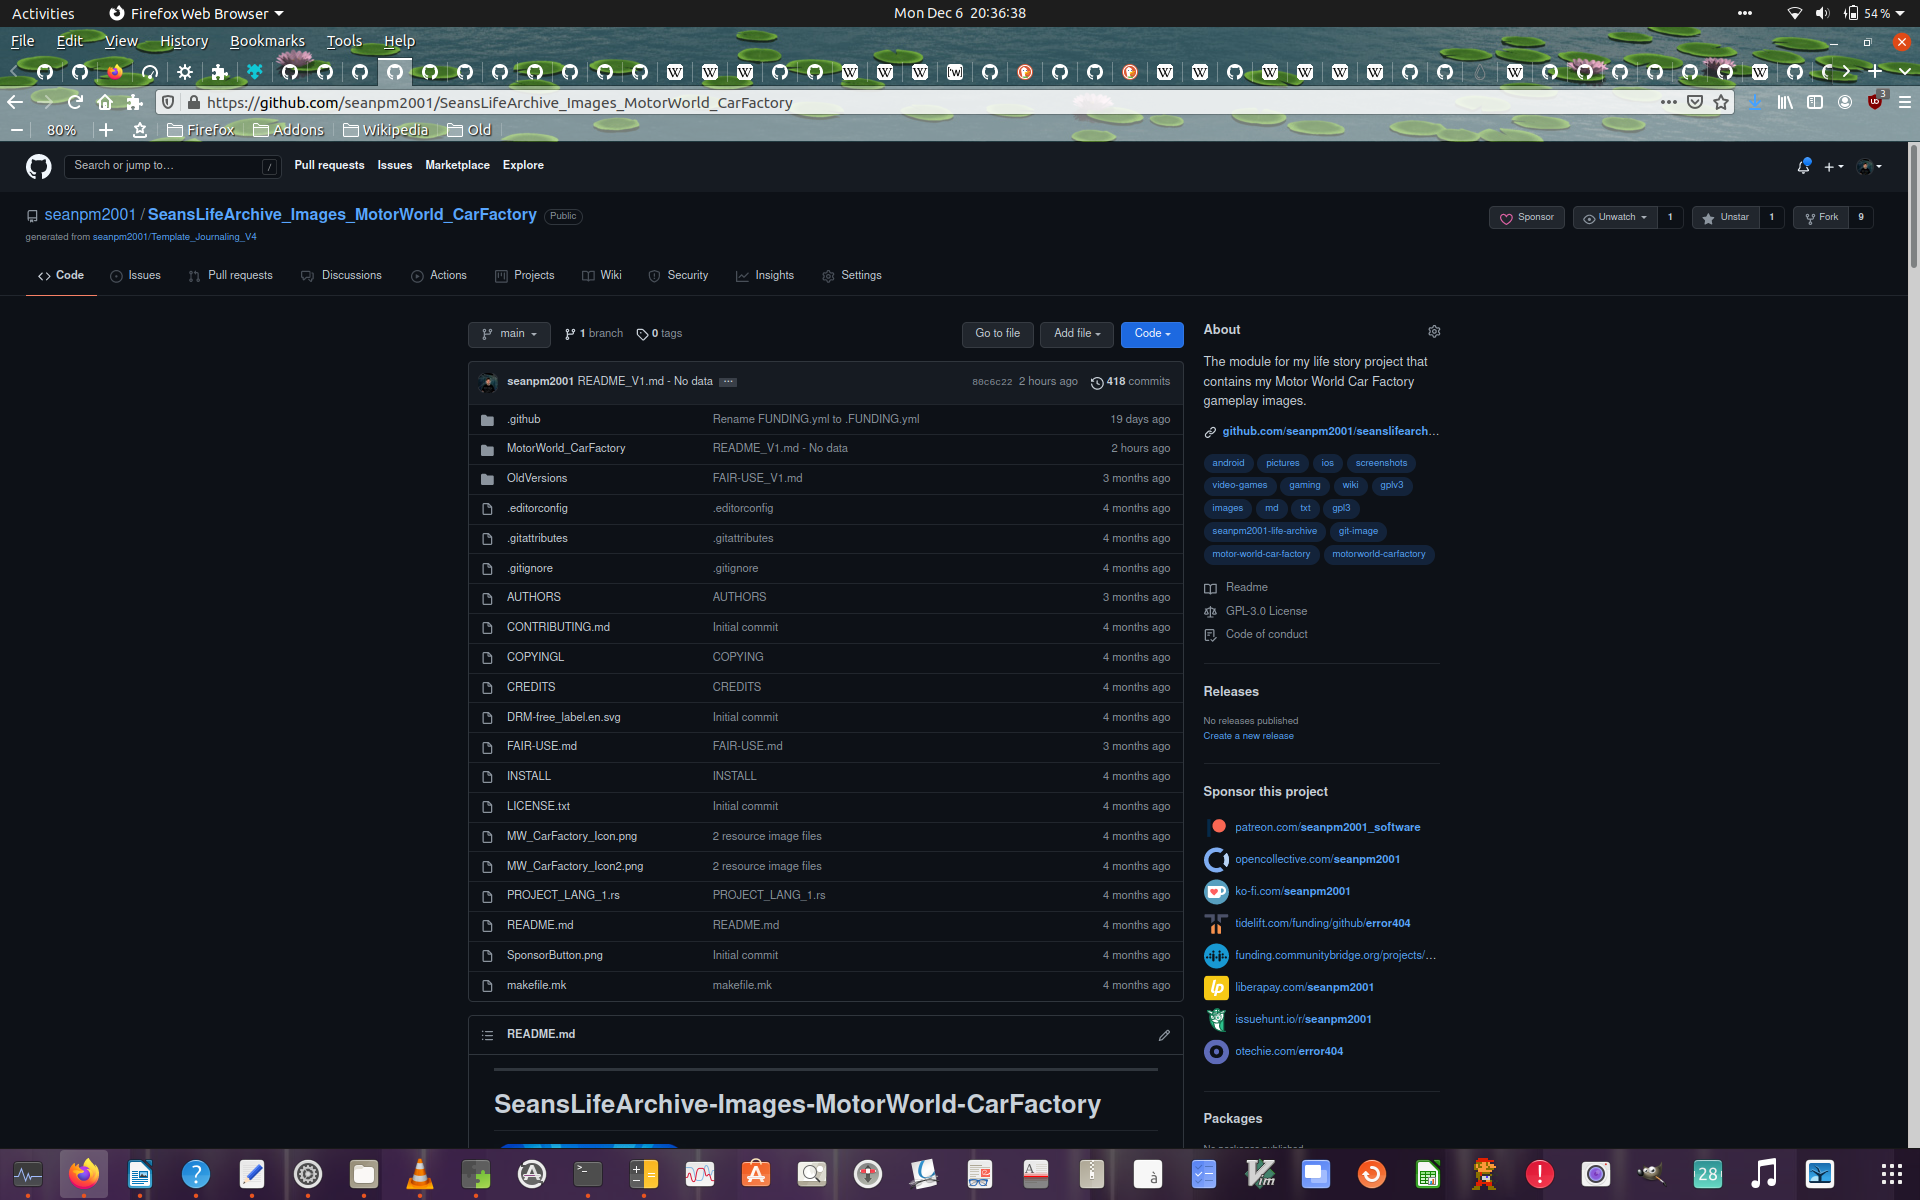 Activities Firefox Web Browser Mon Dec 6 20:36:38 54 %
File Edit View History Bookmarks Tools Help
https://github.com/seanpm2001/SeansLifeArchive_Images_MotorWorld_CarFactory 3
80% Firefox Addons Wikipedia Old
Search or jump to… / Pull requests Issues Marketplace Explore
seanpm2001 / SeansLifeArchive_Images_MotorWorld_CarFactory Public Sponsor Unwatch 1 Unstar 1 Fork 9
generated from seanpm2001/Template_Journaling_V4
Code Issues Pull requests Discussions Actions Projects Wiki Security Insights Settings
main 1 branch 0 tags Go to file Add file Code
seanpm2001 README_V1.md - No data ... 80c6c22 2 hours ago 418 commits
.github Rename FUNDING.yml to .FUNDING.yml 19 days ago
MotorWorld_CarFactory README_V1.md - No data 2 hours ago
OldVersions FAIR-USE_V1.md 3 months ago
.editorconfig .editorconfig 4 months ago
.gitattributes .gitattributes 4 months ago
.gitignore .gitignore 4 months ago
AUTHORS AUTHORS 3 months ago
CONTRIBUTING.md Initial commit 4 months ago
COPYINGL COPYING 4 months ago
CREDITS CREDITS 4 months ago
DRM-free_label.en.svg Initial commit 4 months ago
FAIR-USE.md FAIR-USE.md 3 months ago
INSTALL INSTALL 4 months ago
LICENSE.txt Initial commit 4 months ago
MW_CarFactory_Icon.png 2 resource image files 4 months ago
MW_CarFactory_Icon2.png 2 resource image files 4 months ago
PROJECT_LANG_1.rs PROJECT_LANG_1.rs 4 months ago
README.md README.md 4 months ago
SponsorButton.png Initial commit 4 months ago
makefile.mk makefile.mk 4 months ago
README.md
SeansLifeArchive-Images-MotorWorld-CarFactory
About
The module for my life story project that
contains my Motor World Car Factory
gameplay images.
github.com/seanpm2001/seanslifearch…
android pictures ios screenshots
video-games gaming wiki gplv3
images md txt gpl3
seanpm2001-life-archive git-image
motor-world-car-factory motorworld-carfactory
Readme
GPL-3.0 License
Code of conduct
Releases
No releases published
Create a new release
Sponsor this project
patreon.com/seanpm2001_software
opencollective.com/seanpm2001
ko-fi.com/seanpm2001
tidelift.com/funding/github/error404
funding.communitybridge.org/projects/…
liberapay.com/seanpm2001
issuehunt.io/r/seanpm2001
otechie.com/error404
Packages
28